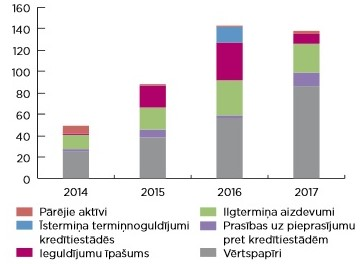 160
140
120
100
80
60
40
20
0
2014 2015 2016 2017
Pārējie aktīvi
Īstermiņa termiņnoguldījumi
kredītiestādēs
Ieguldījumu īpašums
Ilgtermiņa aizdevumi
Prasības uz pieprasījumu
pret kredītiestādēm
Vērtspapīri